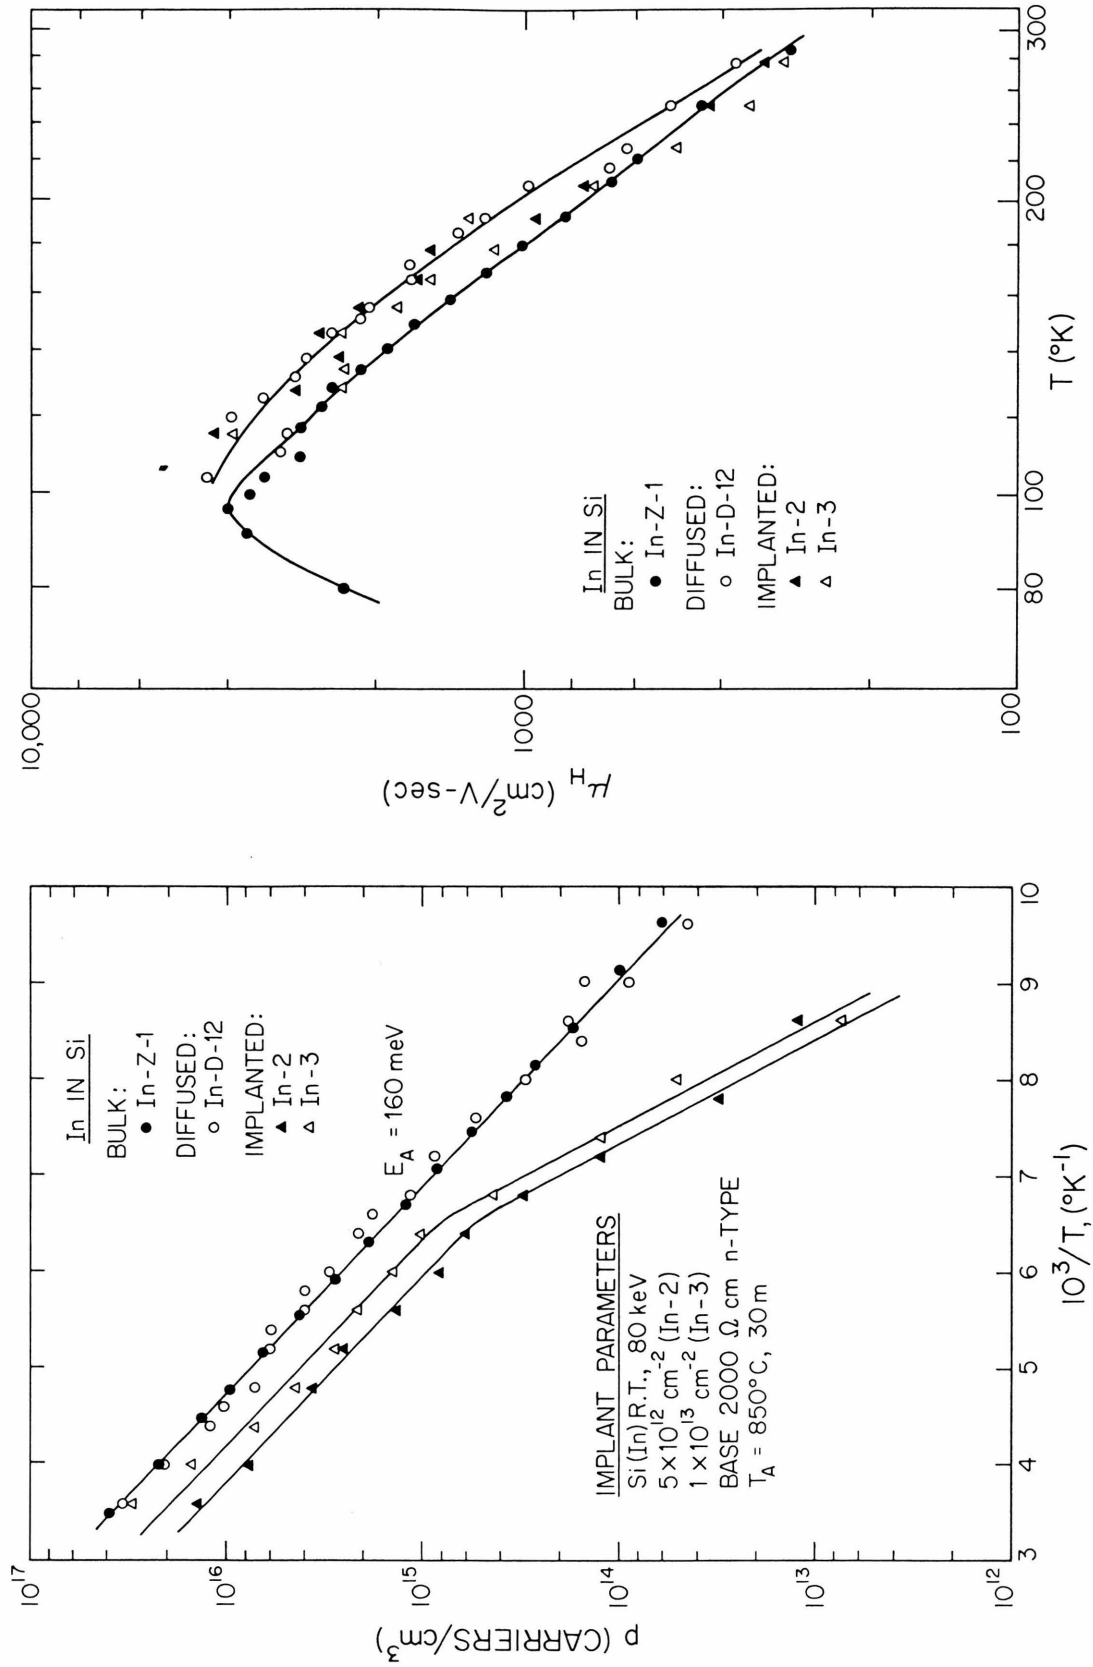 10^17
10^16
10^15
10^14
10^13
10^12
p (CARRIERS/cm^3)
In IN Si
BULK:
● In-Z-1
DIFFUSED:
○ In-D-12
IMPLANTED:
▲ In-2
△ In-3
E_A = 160 meV
IMPLANT PARAMETERS
Si (In) R.T., 80 keV
5×10^12 cm^-2 (In-2)
1×10^13 cm^-2 (In-3)
BASE 2000 Ω cm n-TYPE
T_A = 850°C, 30m
3 4 5 6 7 8 9 10
10^3/T, (°K^-1)
10,000
1000
100
μ_H (cm^2/V-sec)
In IN Si
BULK:
● In-Z-1
DIFFUSED:
○ In-D-12
IMPLANTED:
▲ In-2
△ In-3
80 100 200 300
T (°K)